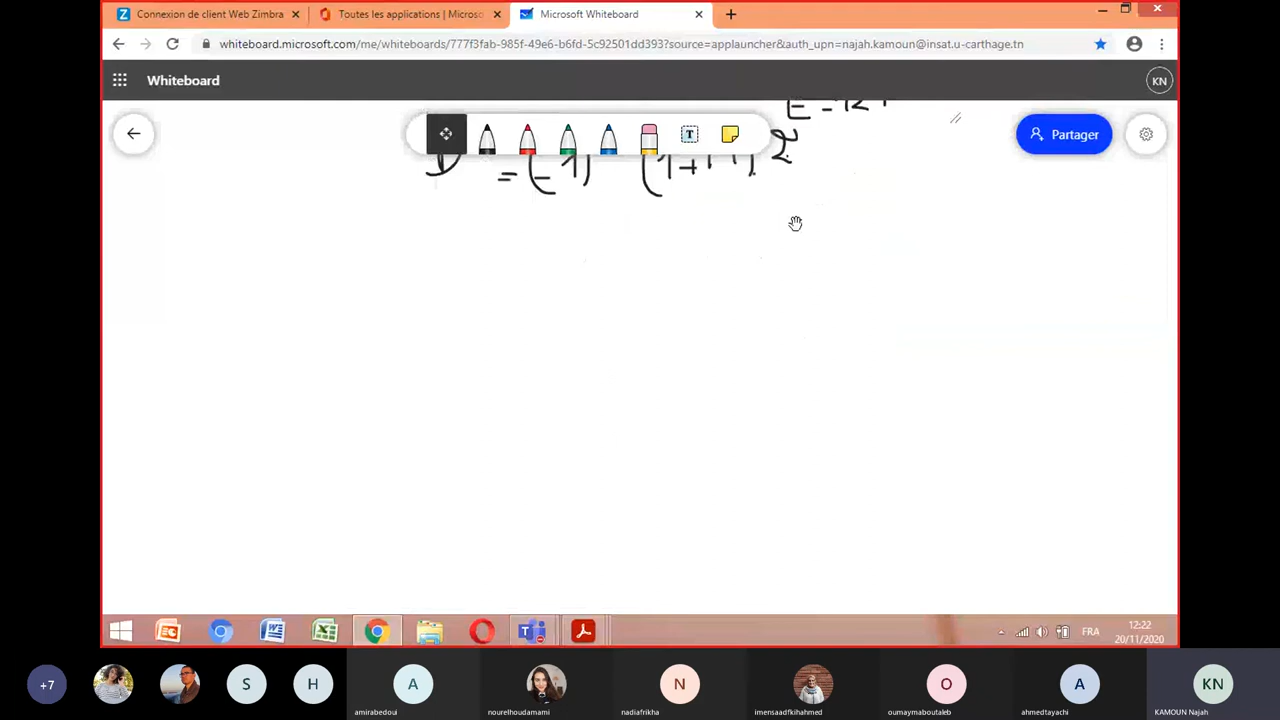 Connexion de client Web Zimbra
Toutes les applications | Microso
Microsoft Whiteboard
whiteboard.microsoft.com/me/whiteboards/777f3fab-985f-49e6-b6fd-5c92501dd393?source=applauncher&auth_upn=najah.kamoun@insat.u-carthage.tn
Whiteboard
KN
Partager
D = (-1) (1+
FRA
12:22
20/11/2020
+7
S
H
A
N
O
A
KN
amirabedoui
nourelhoudamami
nadiafrikha
imensaadfkihahmed
oumaymaboutaleb
ahmedtayachi
KAMOUN Najah